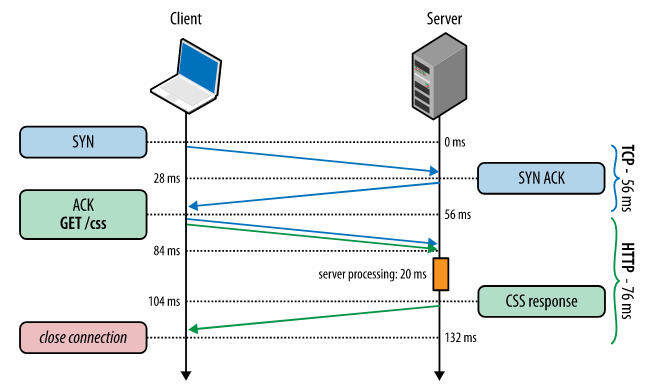 Client
Server
SYN
0 ms
28 ms
SYN ACK
TCP - 56 ms
ACK
GET /css
56 ms
84 ms
server processing: 20 ms
HTTP - 76 ms
104 ms
CSS response
close connection
132 ms